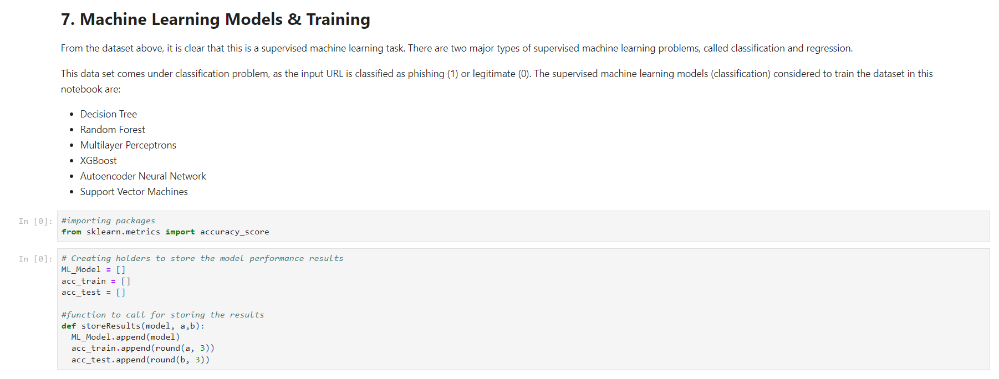 7. Machine Learning Models & Training
From the dataset above, it is clear that this is a supervised machine learning task. There are two major types of supervised machine learning problems, called classification and regression.
This data set comes under classification problem, as the input URL is classified as phishing (1) or legitimate (0). The supervised machine learning models (classification) considered to train the dataset in this
notebook are:
• Decision Tree
• Random Forest
• Multilayer Perceptrons
• XGBoost
• Autoencoder Neural Network
• Support Vector Machines
In [0]: #importing packages
from sklearn.metrics import accuracy_score
In [0]: # Creating holders to store the model performance results
ML_Model = []
acc_train = []
acc_test = []
#function to call for storing the results
def storeResults(model, a,b):
  ML_Model.append(model)
  acc_train.append(round(a, 3))
  acc_test.append(round(b, 3))